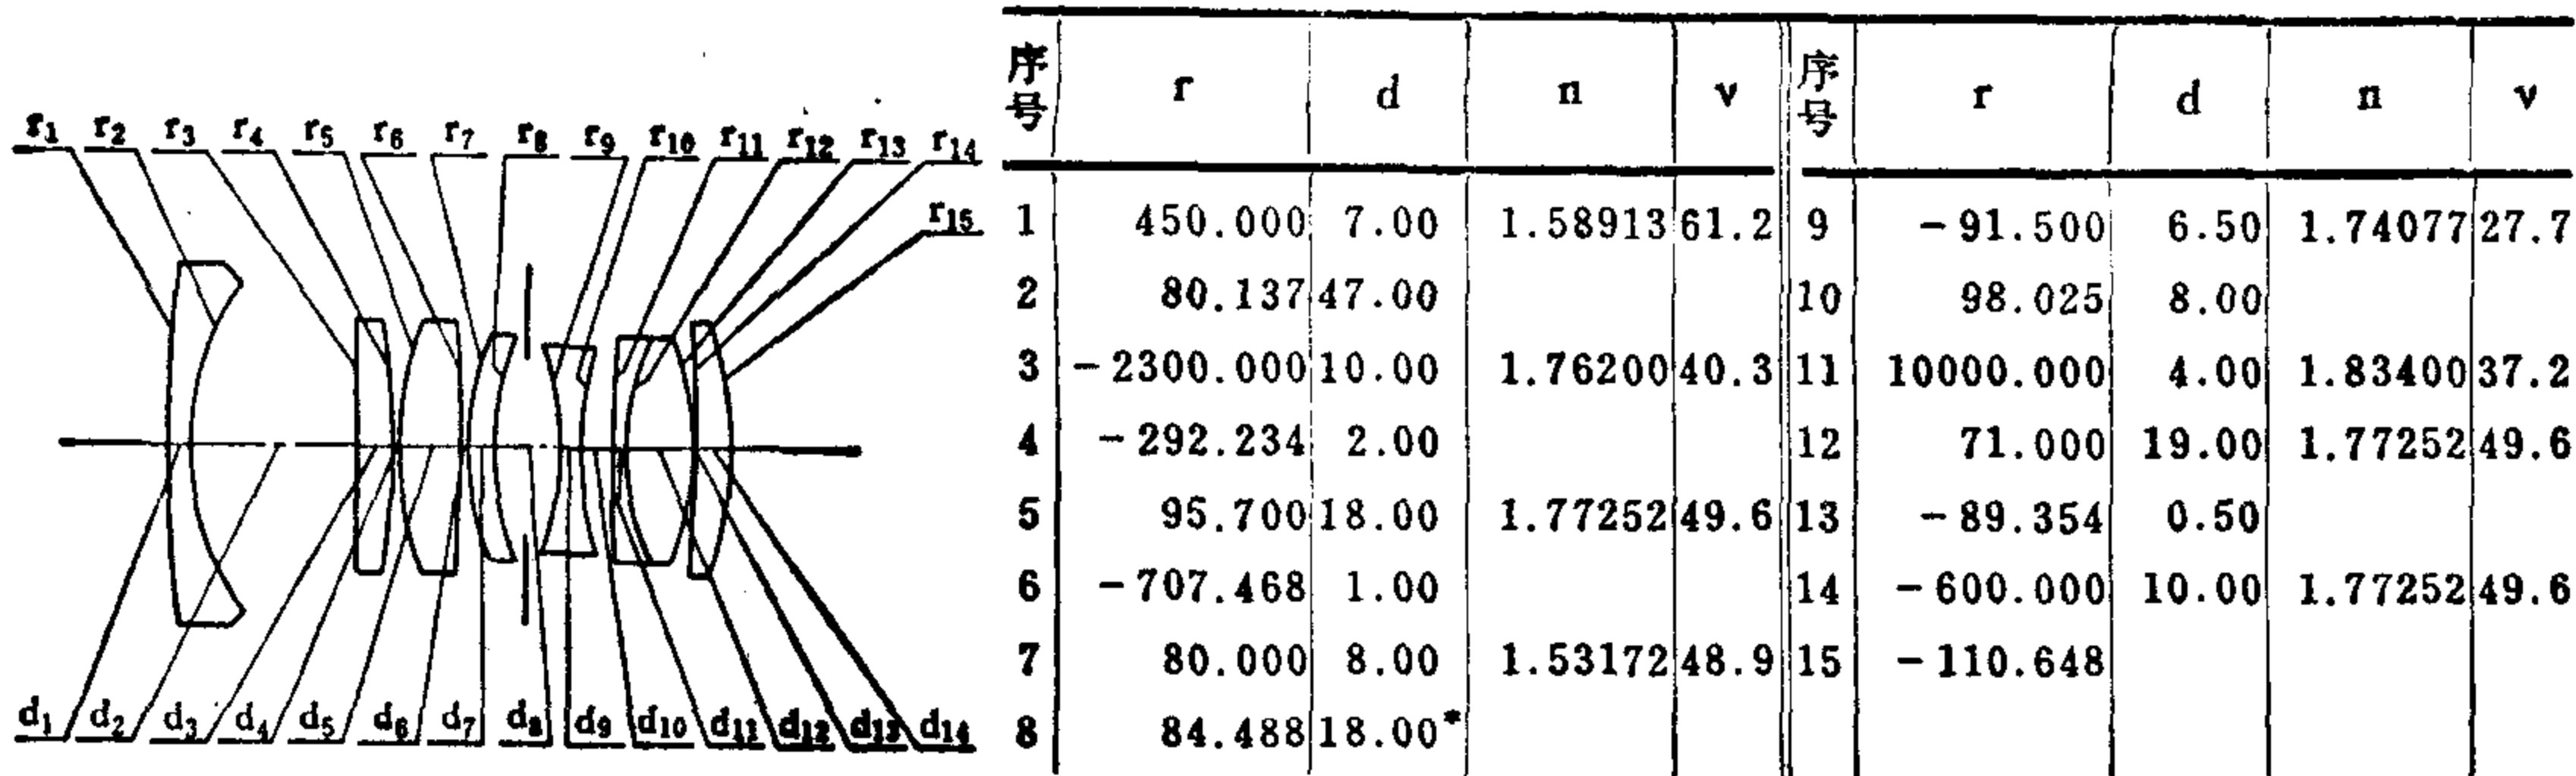 r₁ r₂ r₃ r₄ r₅ r₆ r₇ r₈ r₉ r₁₀ r₁₁ r₁₂ r₁₃ r₁₄
r₁₅
d₁ d₂ d₃ d₄ d₅ d₆ d₇ d₈ d₉ d₁₀ d₁₁ d₁₂ d₁₃ d₁₄
序号 r d n ν 序号 r d n ν
1 450.000 7.00 1.58913 61.2 9 -91.500 6.50 1.74077 27.7
2 80.137 47.00 10 98.025 8.00
3 -2300.000 10.00 1.76200 40.3 11 10000.000 4.00 1.83400 37.2
4 -292.234 2.00 12 71.000 19.00 1.77252 49.6
5 95.700 18.00 1.77252 49.6 13 -89.354 0.50
6 -707.468 1.00 14 -600.000 10.00 1.77252 49.6
7 80.000 8.00 1.53172 48.9 15 -110.648
8 84.488 18.00*